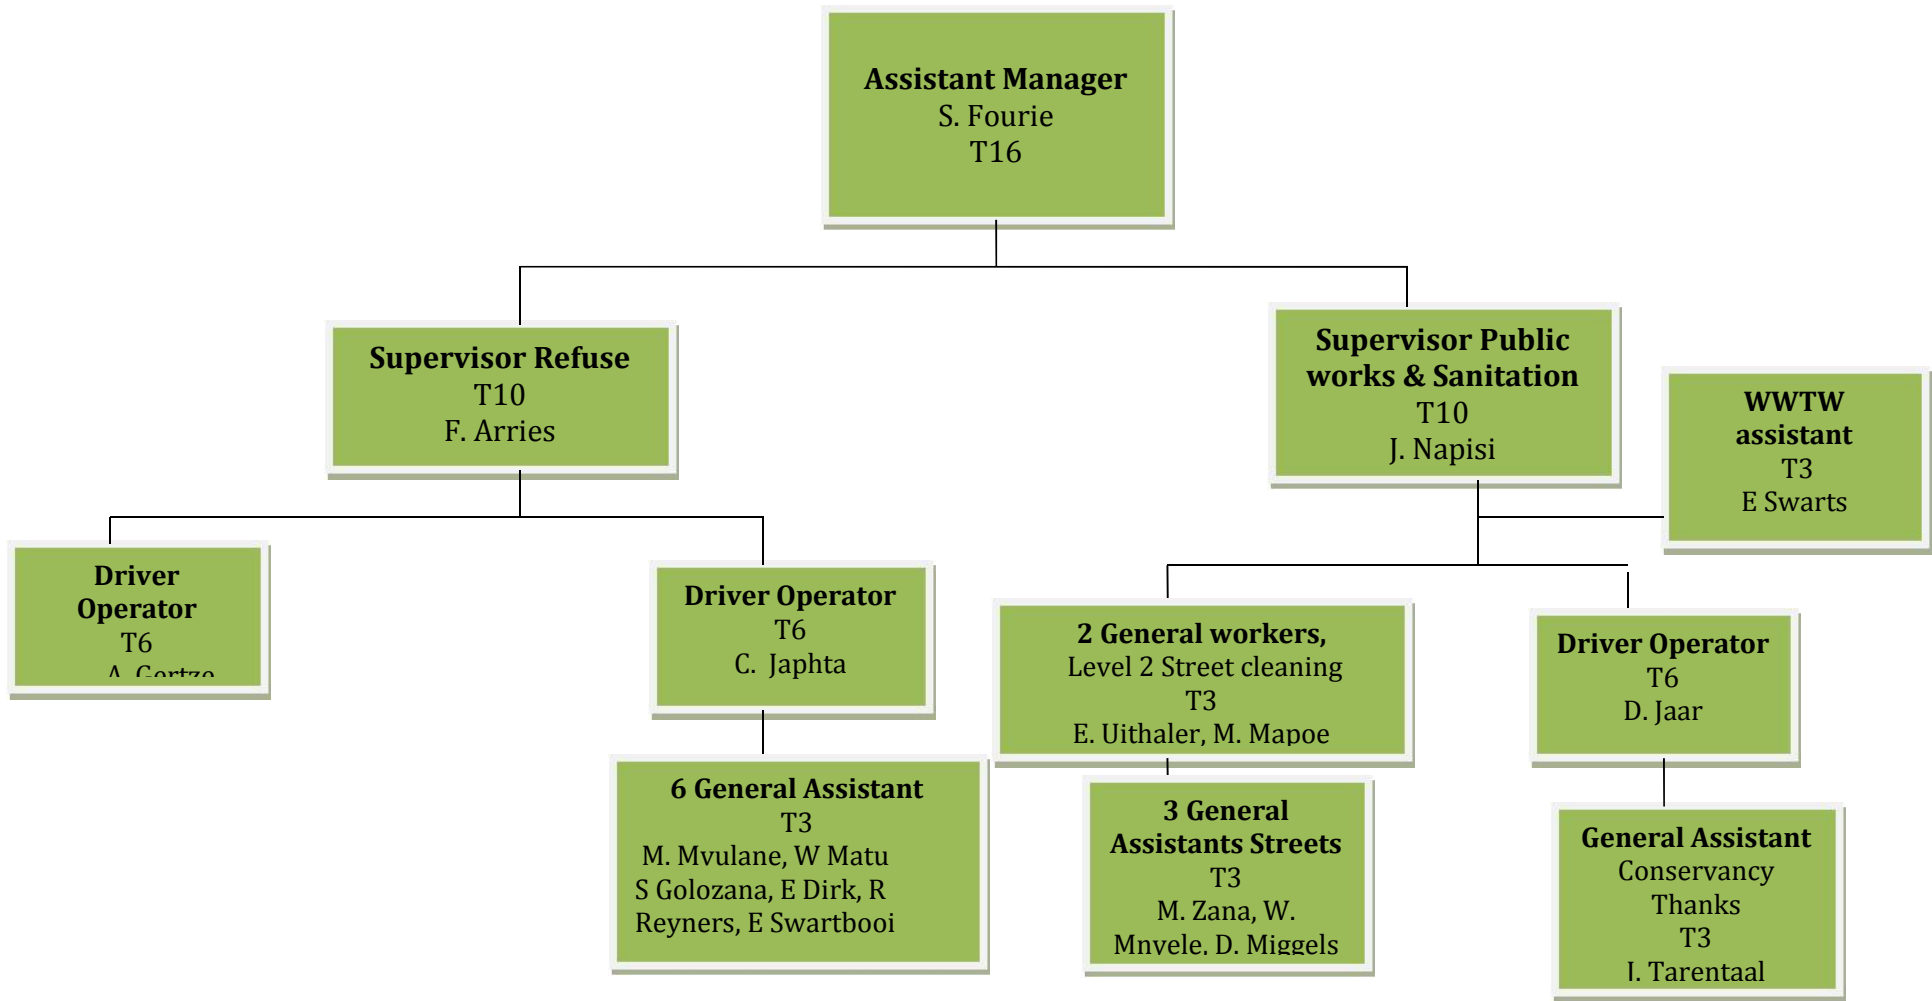 Assistant Manager
S. Fourie
T16
Supervisor Refuse
T10
F. Arries
Supervisor Public
works & Sanitation
T10
J. Napisi
WWTW
assistant
T3
E Swarts
Driver
Operator
T6
A. Gertze
Driver Operator
T6
C. Japhta
2 General workers,
Level 2 Street cleaning
T3
E. Uithaler, M. Mapoe
Driver Operator
T6
D. Jaar
6 General Assistant
T3
M. Mvulane, W Matu
S Golozana, E Dirk, R
Reyners, E Swartbooi
3 General
Assistants Streets
T3
M. Zana, W.
Mnyele, D. Miggels
General Assistant
Conservancy
Thanks
T3
Tarentaal